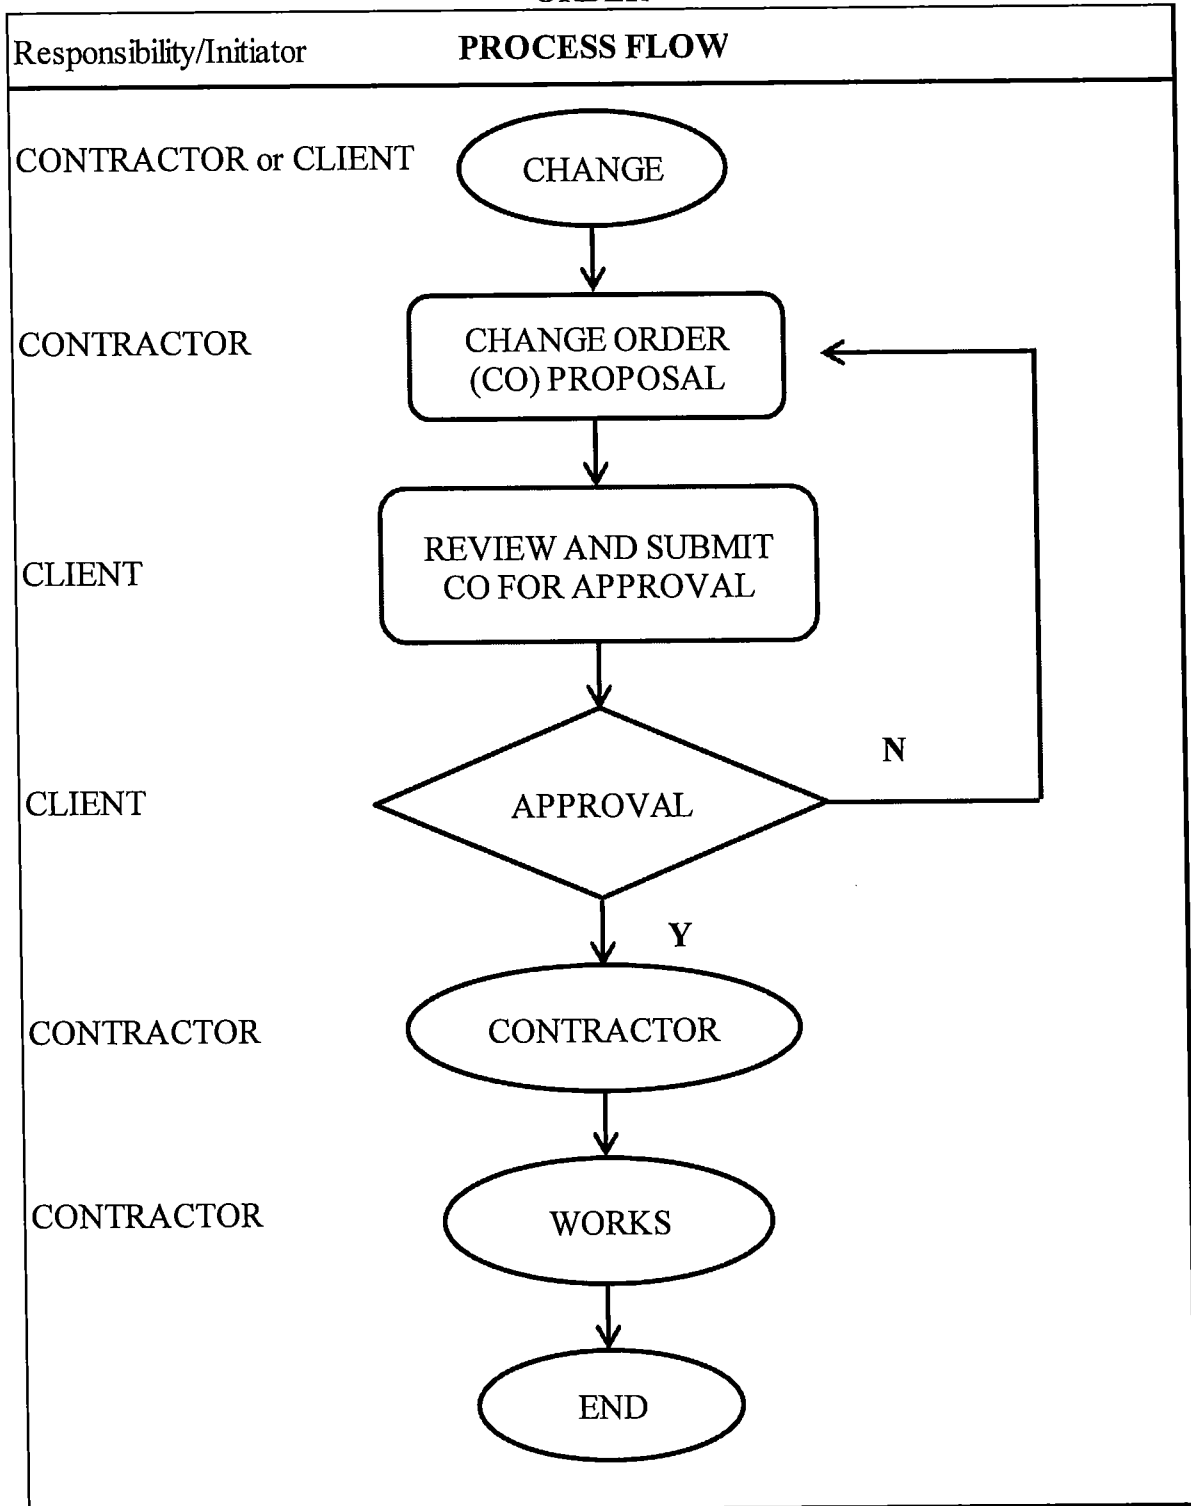 Responsibility/Initiator PROCESS FLOW
CONTRACTOR or CLIENT
CHANGE
CONTRACTOR
CHANGE ORDER
(CO) PROPOSAL
CLIENT
REVIEW AND SUBMIT
CO FOR APPROVAL
CLIENT
APPROVAL
N
Y
CONTRACTOR
CONTRACTOR
CONTRACTOR
WORKS
END